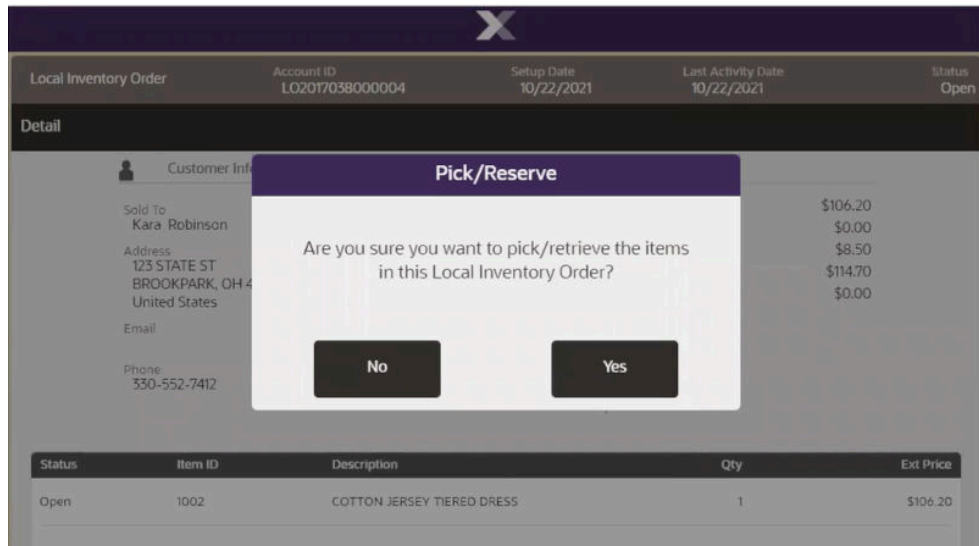 X
Local Inventory Order
Account ID
LO2017038000004
Setup Date
10/22/2021
Last Activity Date
10/22/2021
Status
Open
Detail
Customer Inf
Sold To
Kara Robinson
Address
123 STATE ST
BROOKPARK, OH 4
United States
Email
Phone
330-552-7412
$106.20
$0.00
$8.50
$114.70
$0.00
Pick/Reserve
Are you sure you want to pick/retrieve the items
in this Local Inventory Order?
No Yes
Status Item ID Description Qty Ext Price
Open 1002 COTTON JERSEY TIERED DRESS 1 $106.20